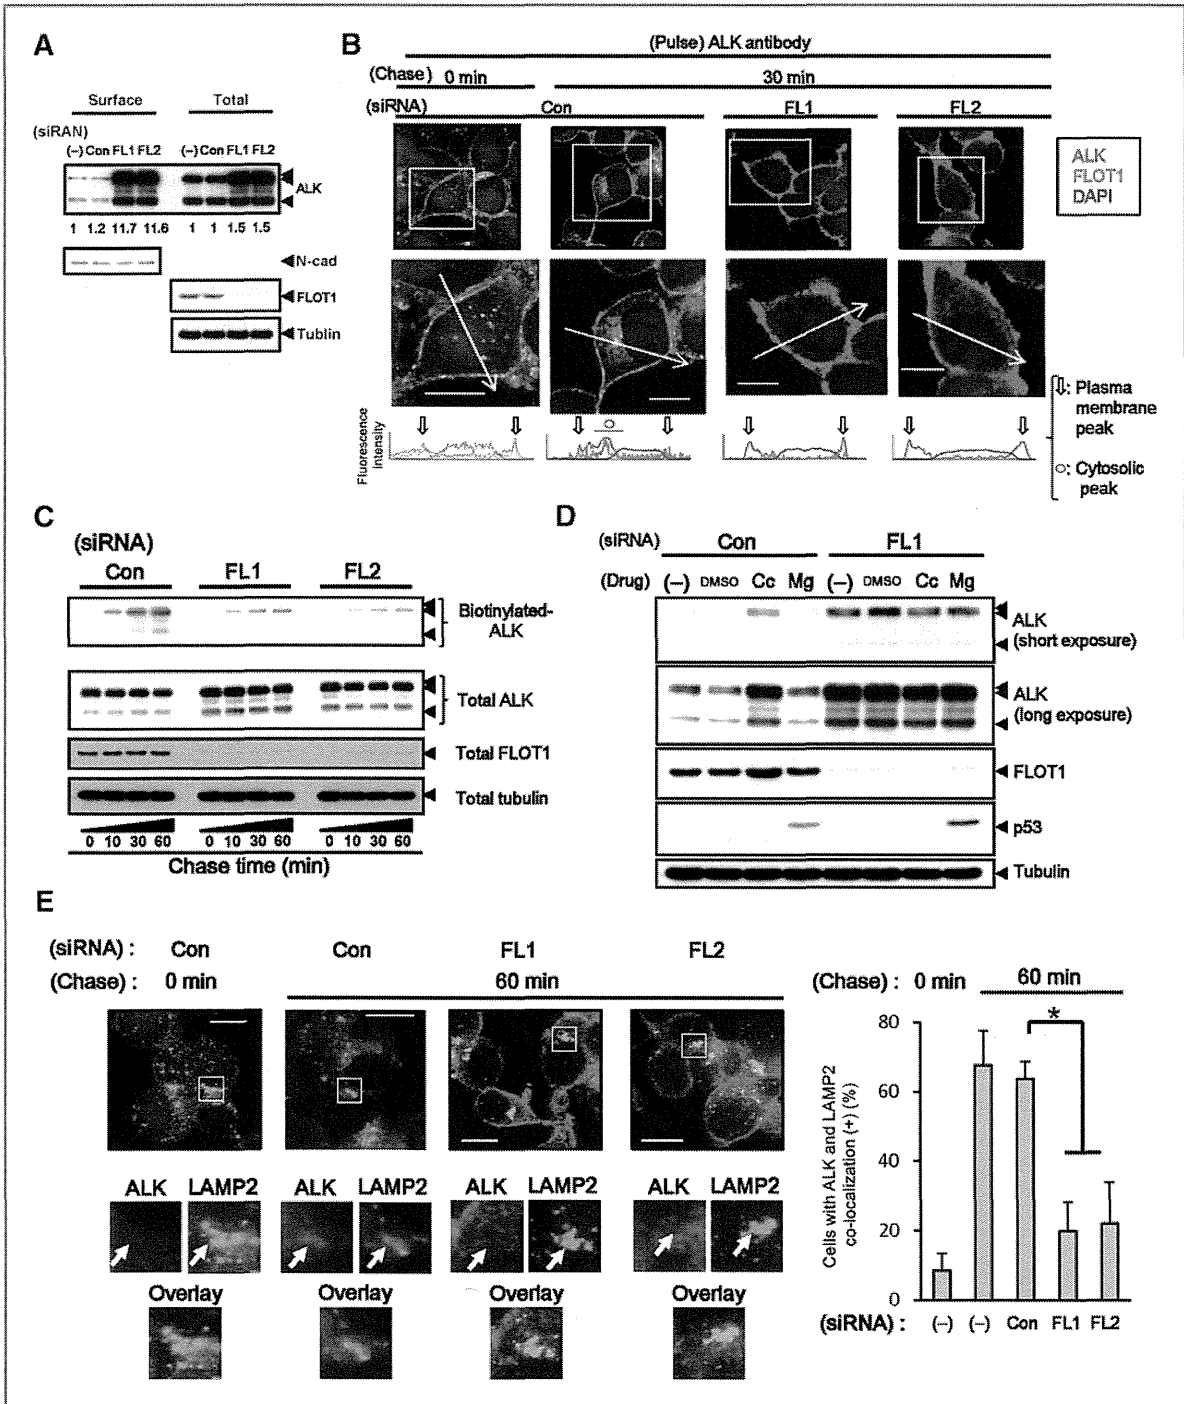 A
Surface Total
(siRAN)
(-) Con FL1 FL2 (-) Con FL1 FL2
ALK
1 1.2 11.7 11.6 1 1 1.5 1.5
N-cad
FLOT1
Tublin
B
(Pulse) ALK antibody
(Chase) 0 min 30 min
(siRNA) Con FL1 FL2
ALK
FLOT1
DAPI
Fluorescence
Intensity
: Plasma
membrane
peak
: Cytosolic
peak
C
(siRNA)
Con FL1 FL2
Biotinylated-
ALK
Total ALK
Total FLOT1
Total tubulin
0 10 30 60 0 10 30 60 0 10 30 60
Chase time (min)
D
(siRNA) Con FL1
(Drug) (-) DMSO Cc Mg (-) DMSO Cc Mg
ALK
(short exposure)
ALK
(long exposure)
FLOT1
p53
Tubulin
E
(siRNA) : Con Con FL1 FL2
(Chase) : 0 min 60 min
ALK LAMP2 ALK LAMP2 ALK LAMP2 ALK LAMP2
Overlay Overlay Overlay Overlay
(Chase) : 0 min 60 min
*
80
60
40
20
0
Cells with ALK and LAMP2
co-localization (+) (%)
(siRNA) : (-) (-) Con FL1 FL2